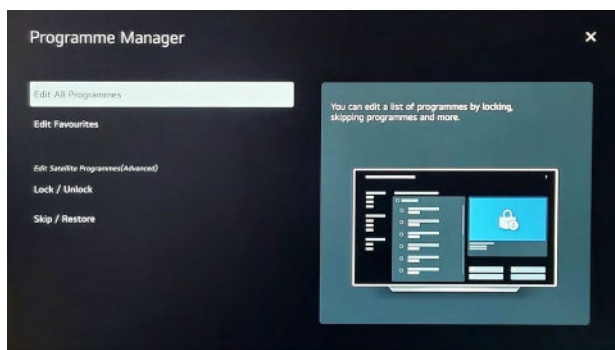 Programme Manager
Edit All Programmes
Edit Favourites
Edit Satellite Programmes(Advanced)
Lock / Unlock
Skip / Restore
You can edit a list of programmes by locking,
skipping programmes and more.